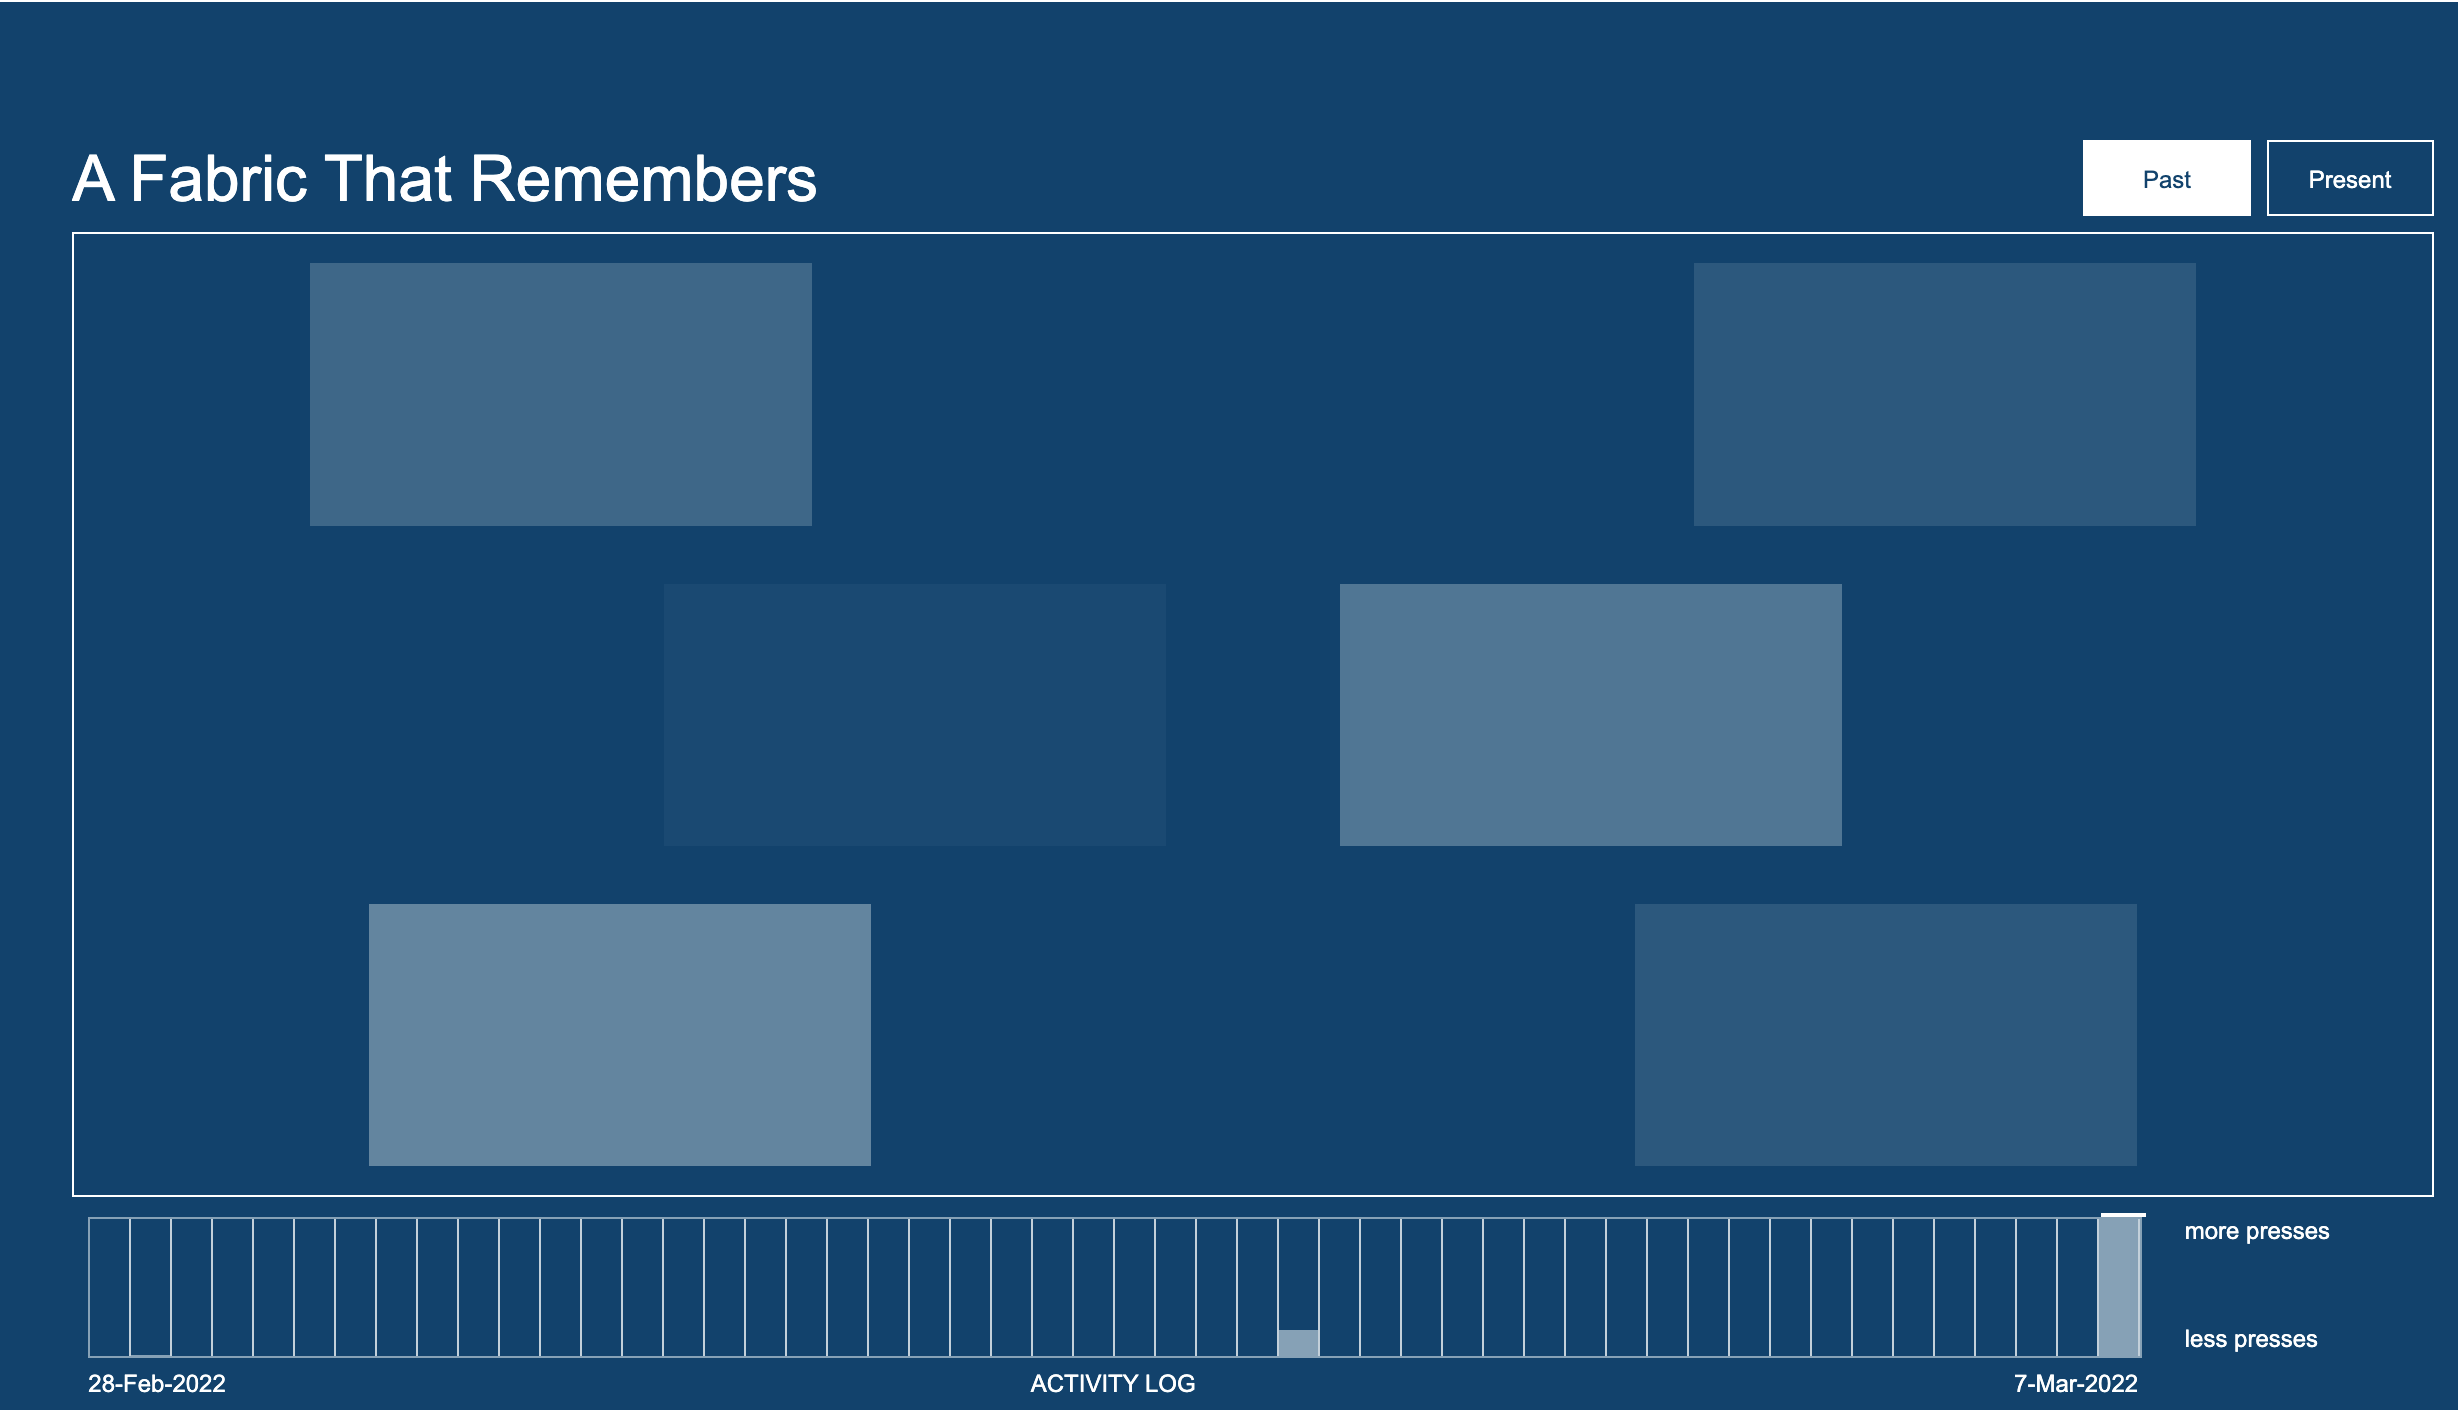 A Fabric That Remembers
Past
Present
more presses
less presses
28-Feb-2022
ACTIVITY LOG
7-Mar-2022